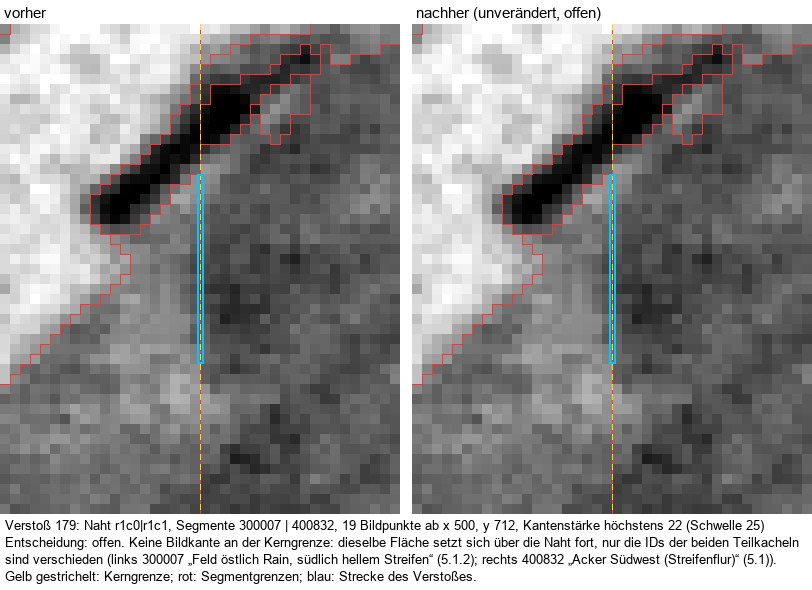 vorher
nachher (unverändert, offen)
Verstoß 179: Naht r1c0|r1c1, Segmente 300007 | 400832, 19 Bildpunkte ab x 500, y 712, Kantenstärke höchstens 22 (Schwelle 25)
Entscheidung: offen. Keine Bildkante an der Kerngrenze: dieselbe Fläche setzt sich über die Naht fort, nur die IDs der beiden Teilkacheln
sind verschieden (links 300007 „Feld östlich Rain, südlich hellem Streifen“ (5.1.2); rechts 400832 „Acker Südwest (Streifenflur)“ (5.1)).
Gelb gestrichelt: Kerngrenze; rot: Segmentgrenzen; blau: Strecke des Verstoßes.